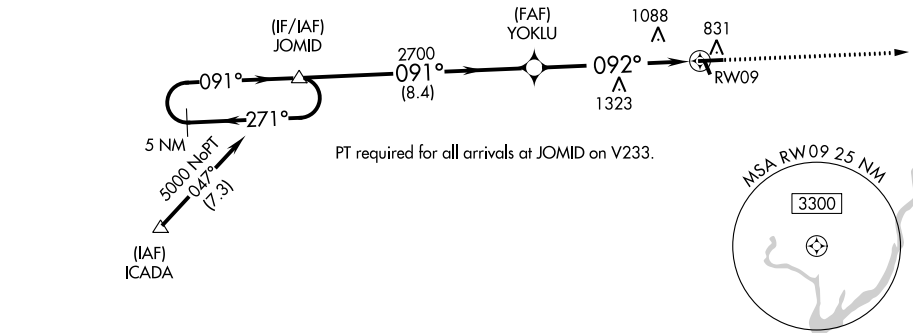 (IF/IAF)
JOMID
(FAF)
YOKLU
1088
831
2700
091°
091°
(8.4)
092°
RW09
1323
271°
5 NM
5000 NoPT
047°
(7.3)
PT required for all arrivals at JOMID on V233.
(IAF)
ICADA
MSA RW09 25 NM
3300